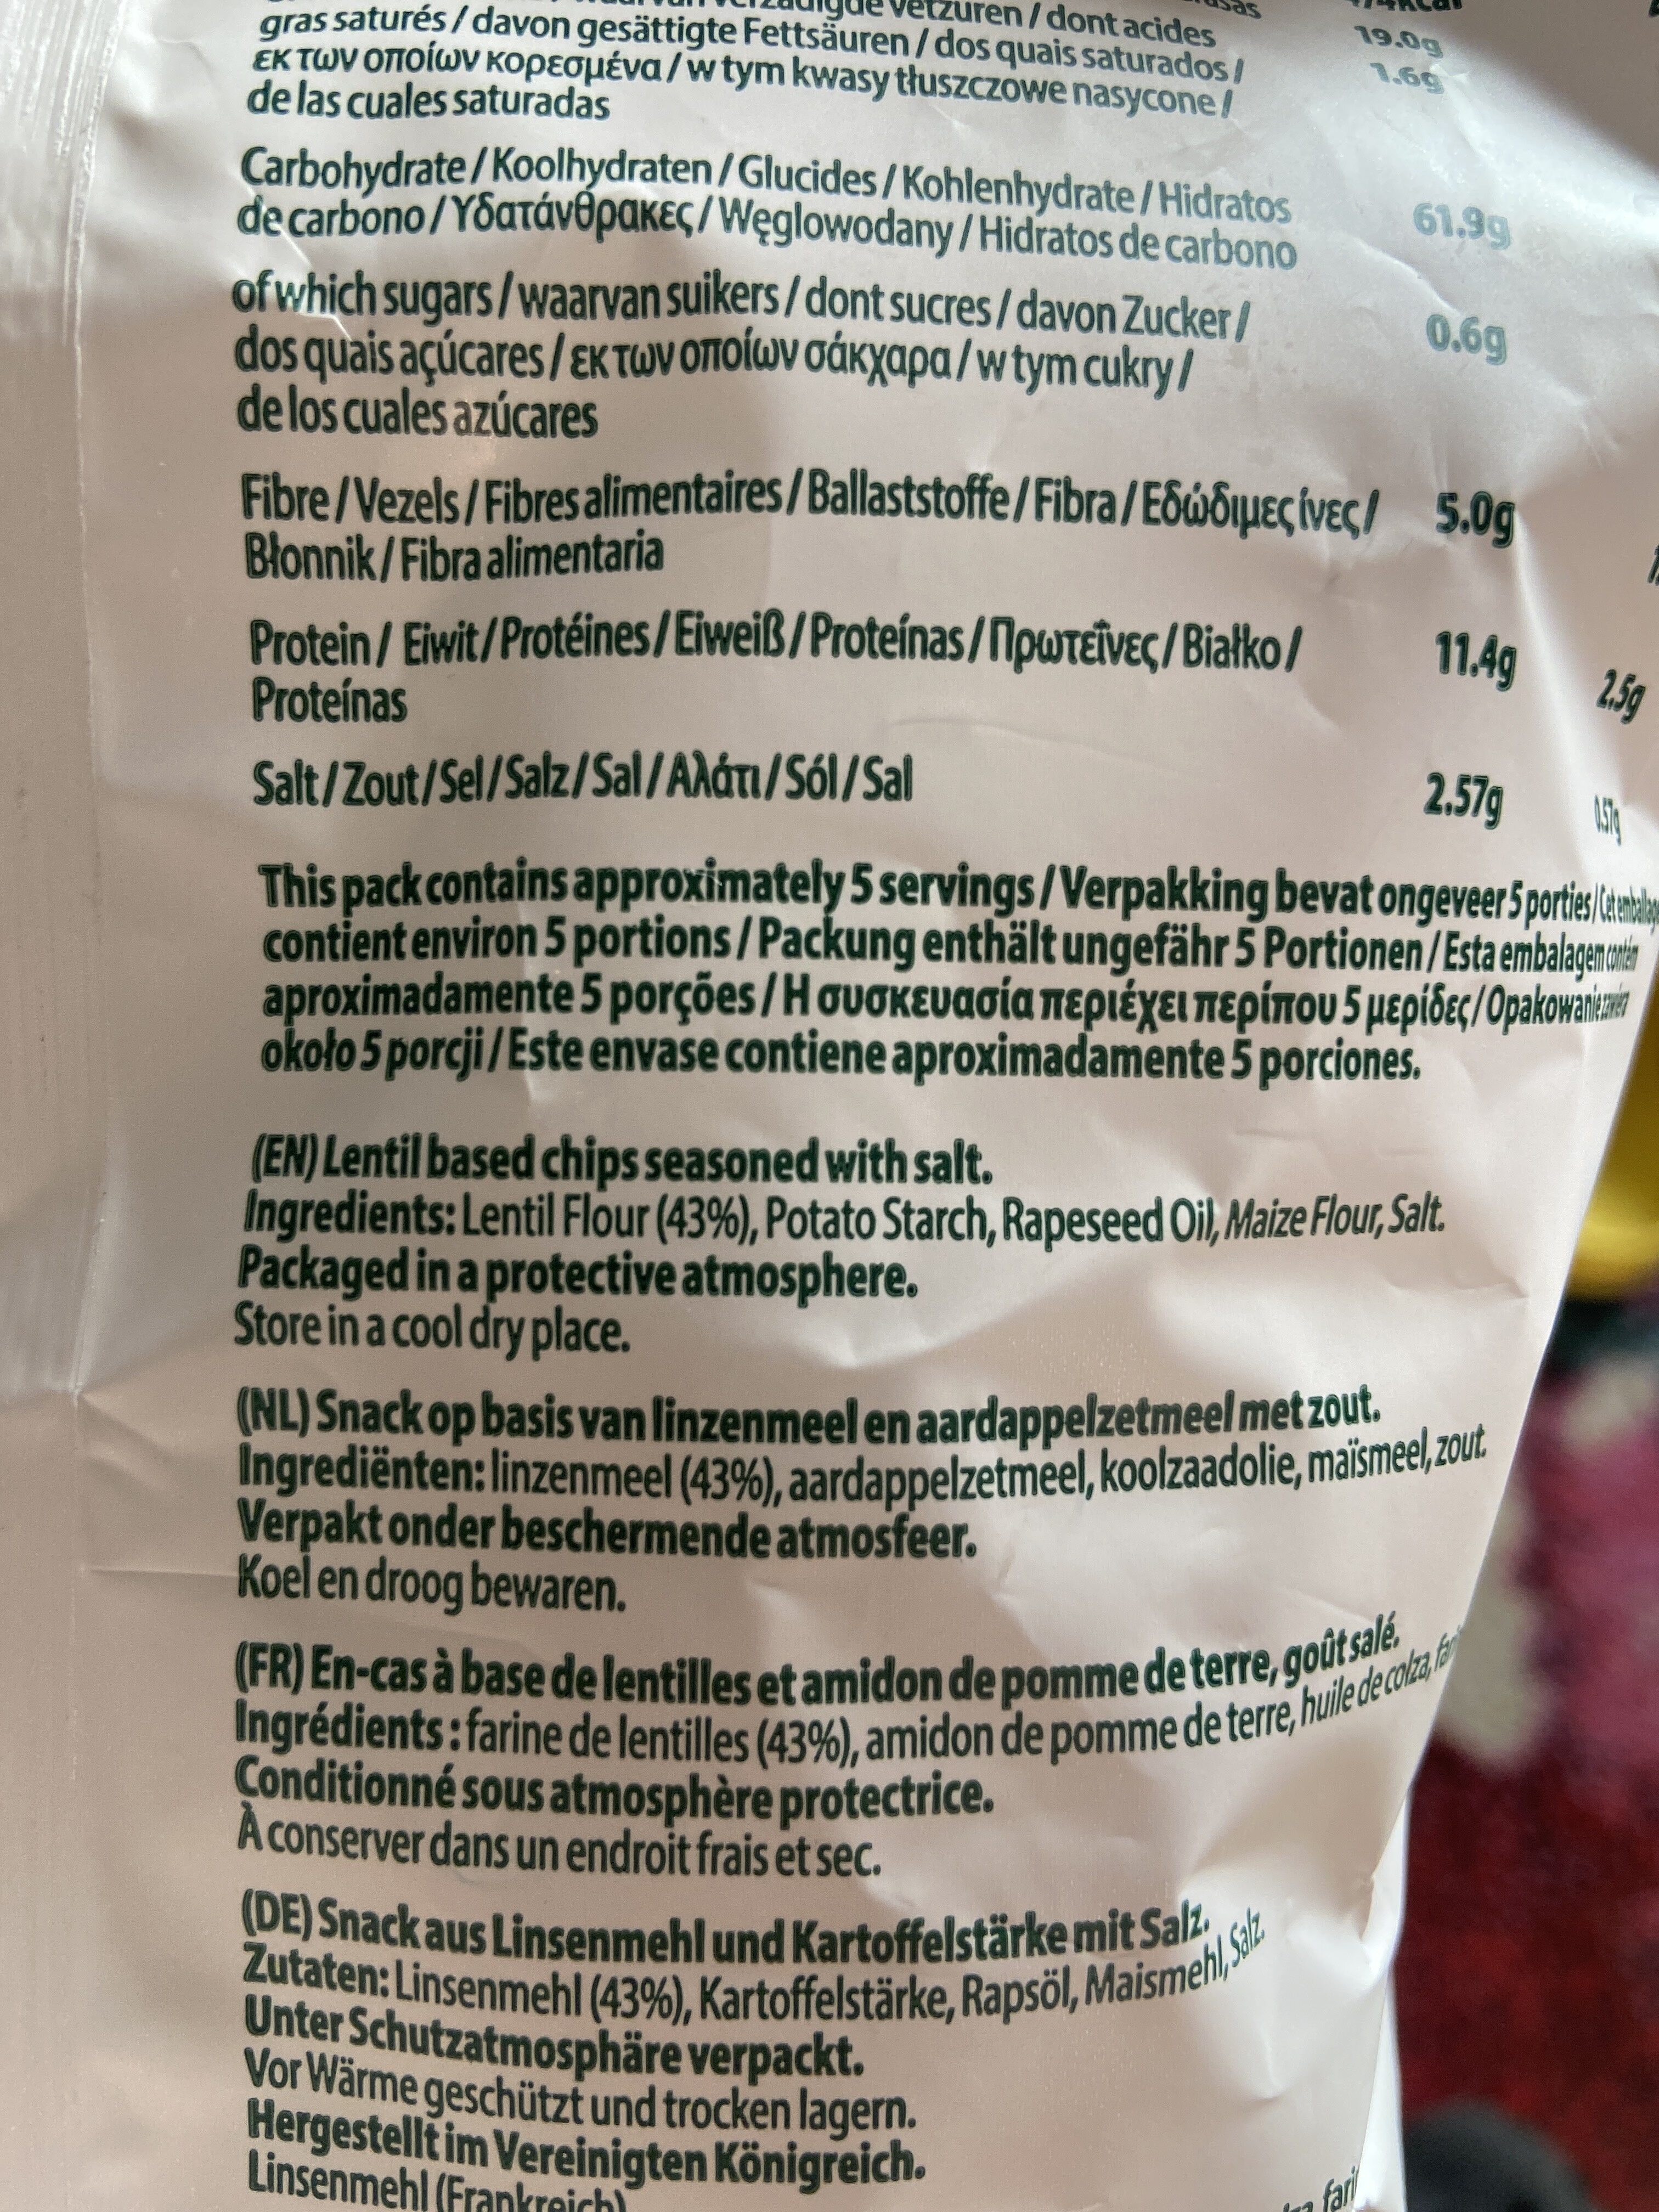 vetzuren / dont acides
gras saturés / davon gesättigte Fettsäuren / dos quais saturados / 19.0g
εκ των οποίων κορεσμένα / w tym kwasy tłuszczowe nasycone / 1.6g
de las cuales saturadas
Carbohydrate / Koolhydraten / Glucides / Kohlenhydrate / Hidratos
de carbono / Υδατάνθρακες / Węglowodany / Hidratos de carbono 61.9g
of which sugars / waarvan suikers / dont sucres / davon Zucker / 0.6g
dos quais açúcares / εκ των οποίων σάκχαρα / w tym cukry /
de los cuales azúcares
Fibre / Vezels / Fibres alimentaires / Ballaststoffe / Fibra / Εδώδιμες ίνες / 5.0g
Błonnik / Fibra alimentaria
Protein / Eiwit / Protéines / Eiweiß / Proteínas / Πρωτεΐνες / Białko / 11.4g 2.5g
Proteínas
Salt / Zout / Sel / Salz / Sal / Αλάτι / Sól / Sal 2.57g 0.57g
This pack contains approximately 5 servings / Verpakking bevat ongeveer 5 porties / Cet emballage
contient environ 5 portions / Packung enthält ungefähr 5 Portionen / Esta embalagem contém
aproximadamente 5 porções / Η συσκευασία περιέχει περίπου 5 μερίδες / Opakowanie zawiera
około 5 porcji / Este envase contiene aproximadamente 5 porciones.
(EN) Lentil based chips seasoned with salt.
Ingredients: Lentil Flour (43%), Potato Starch, Rapeseed Oil, Maize Flour, Salt.
Packaged in a protective atmosphere.
Store in a cool dry place.
(NL) Snack op basis van linzenmeel en aardappelzetmeel met zout.
Ingrediënten: linzenmeel (43%), aardappelzetmeel, koolzaadolie, maïsmeel, zout.
Verpakt onder beschermende atmosfeer.
Koel en droog bewaren.
(FR) En-cas à base de lentilles et amidon de pomme de terre, goût salé.
Ingrédients : farine de lentilles (43%), amidon de pomme de terre, huile de colza,
Conditionné sous atmosphère protectrice.
À conserver dans un endroit frais et sec.
(DE) Snack aus Linsenmehl und Kartoffelstärke mit Salz.
Zutaten: Linsenmehl (43%), Kartoffelstärke, Rapsöl, Maismehl, Salz.
Unter Schutzatmosphäre verpackt.
Vor Wärme geschützt und trocken lagern.
Hergestellt im Vereinigten Königreich.
Linsenmehl (Frankreich)